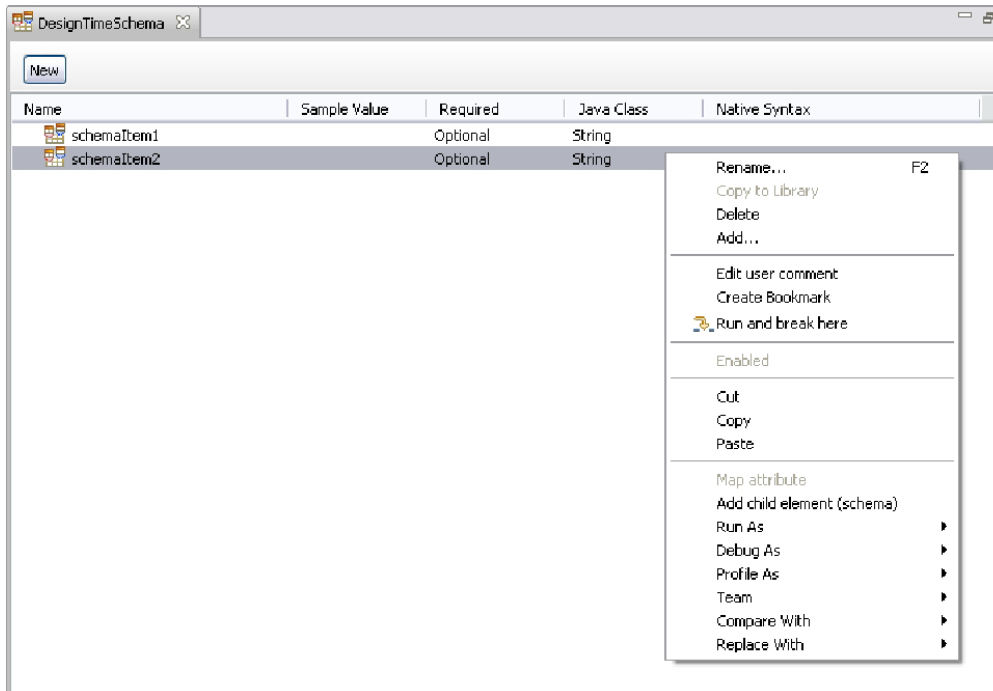 DesignTimeSchema
New
Name Sample Value Required Java Class Native Syntax
schemaItem1 Optional String
schemaItem2 Optional String
Rename... F2
Copy to Library
Delete
Add...
Edit user comment
Create Bookmark
Run and break here
Enabled
Cut
Copy
Paste
Map attribute
Add child element (schema)
Run As
Debug As
Profile As
Team
Compare With
Replace With